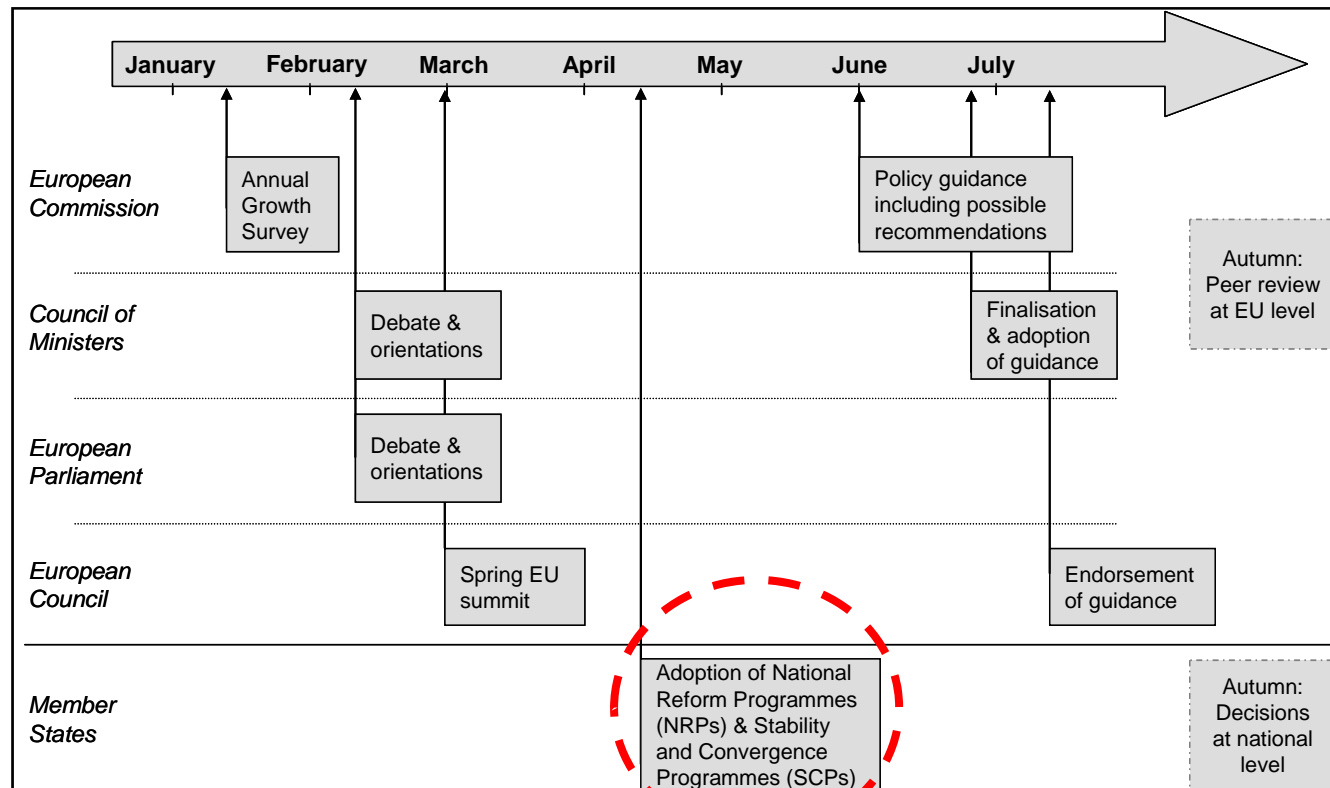 January February March April May June July
European
Commission
Annual
Growth
Survey
Policy guidance
including possible
recommendations
Autumn:
Peer review
at EU level
Council of
Ministers
Debate &
orientations
Finalisation
& adoption
of guidance
European
Parliament
Debate &
orientations
European
Council
Spring EU
summit
Endorsement
of guidance
Member
States
Adoption of National
Reform Programmes
(NRPs) & Stability
and Convergence
Programmes (SCPs)
Autumn:
Decisions
at national
level